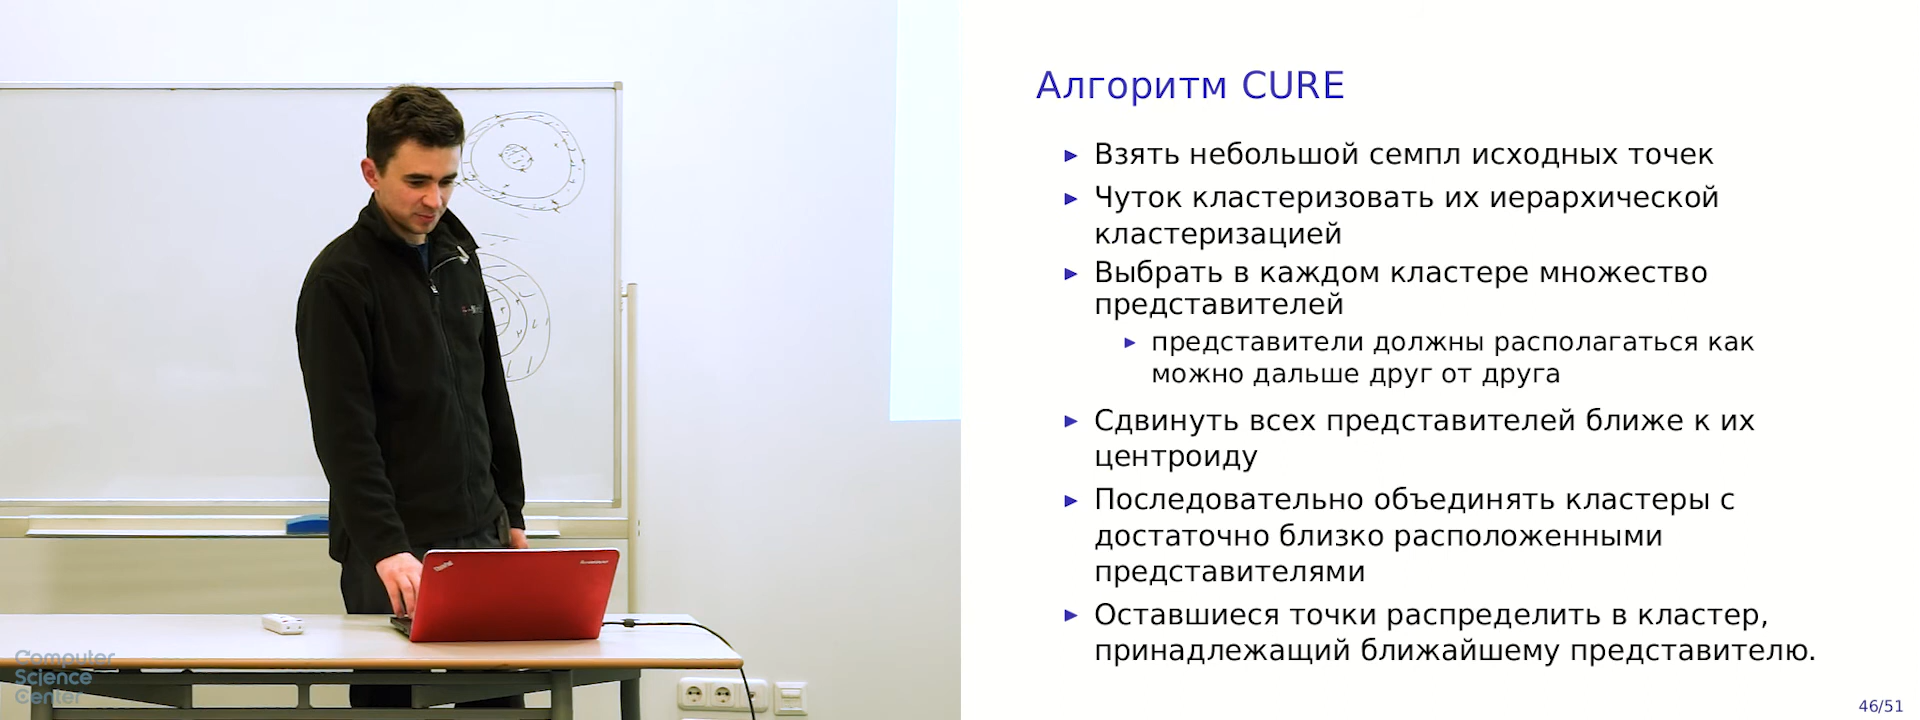 Алгоритм CURE
Взять небольшой семпл исходных точек
Чуток кластеризовать их иерархической
кластеризацией
Выбрать в каждом кластере множество
представителей
представители должны располагаться как
можно дальше друг от друга
Сдвинуть всех представителей ближе к их
центроиду
Последовательно объединять кластеры с
достаточно близко расположенными
представителями
Оставшиеся точки распределить в кластер,
принадлежащий ближайшему представителю.
46/51
Computer
Science
Center
ThinkPad